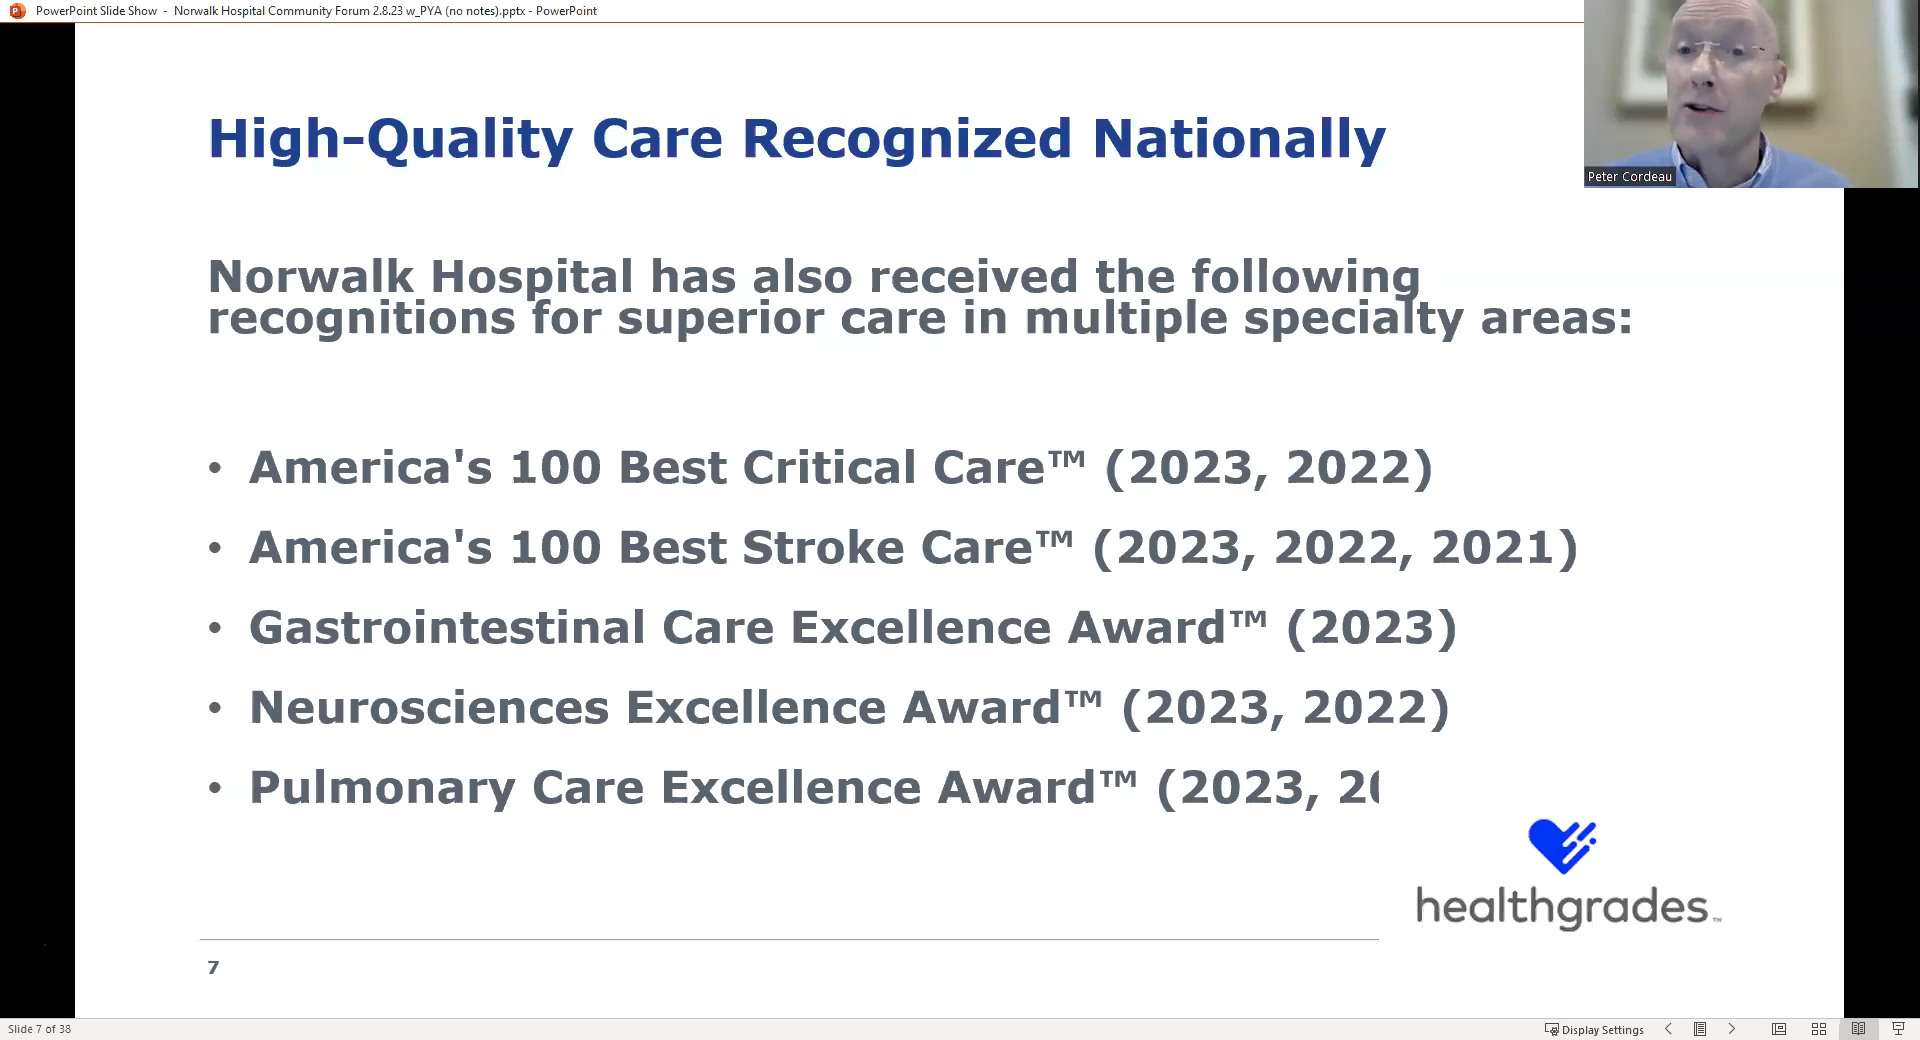 PowerPoint Slide Show - Norwalk Hospital Community Forum 2.8.23 w_PYA (no notes).pptx - PowerPoint
Peter Cordeau
High-Quality Care Recognized Nationally
Norwalk Hospital has also received the following
recognitions for superior care in multiple specialty areas:
• America's 100 Best Critical Care™ (2023, 2022)
• America's 100 Best Stroke Care™ (2023, 2022, 2021)
• Gastrointestinal Care Excellence Award™ (2023)
• Neurosciences Excellence Award™ (2023, 2022)
• Pulmonary Care Excellence Award™ (2023,
healthgrades™
7
Slide 7 of 38
Display Settings